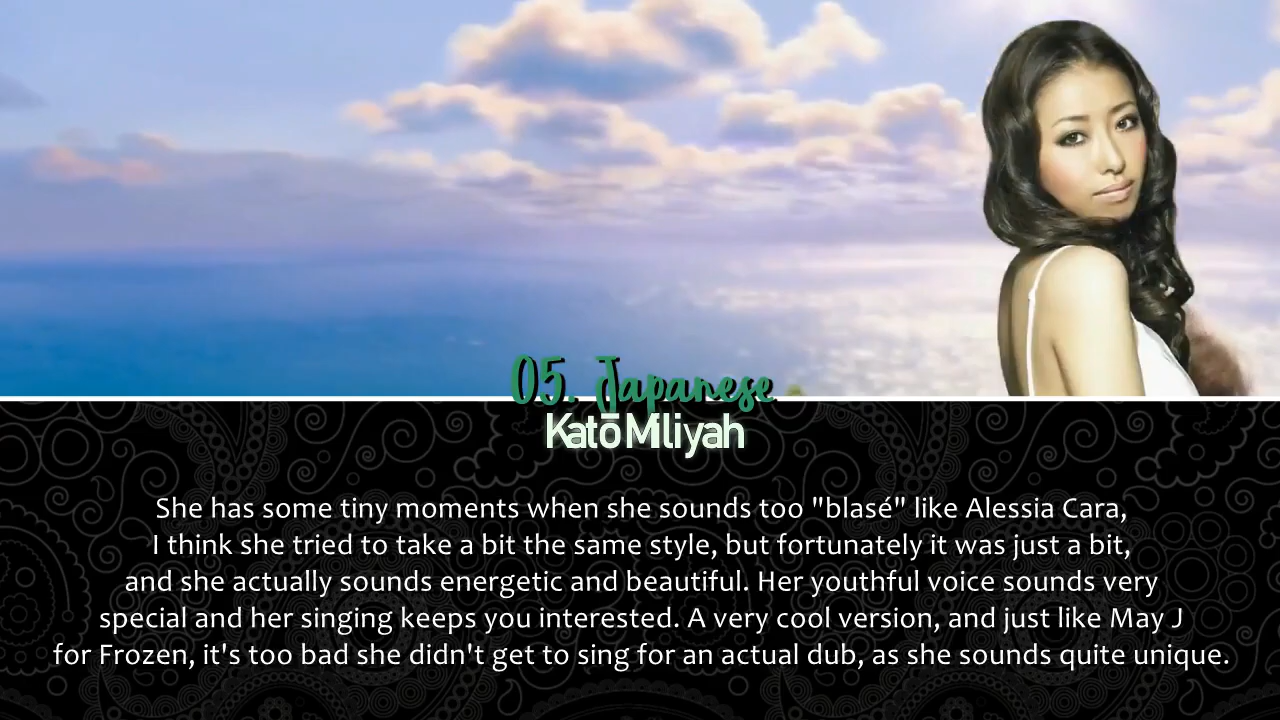 05. Japanese
Katō Miliyah
She has some tiny moments when she sounds too "blasé" like Alessia Cara,
I think she tried to take a bit the same style, but fortunately it was just a bit,
and she actually sounds energetic and beautiful. Her youthful voice sounds very
special and her singing keeps you interested. A very cool version, and just like May J
for Frozen, it's too bad she didn't get to sing for an actual dub, as she sounds quite unique.